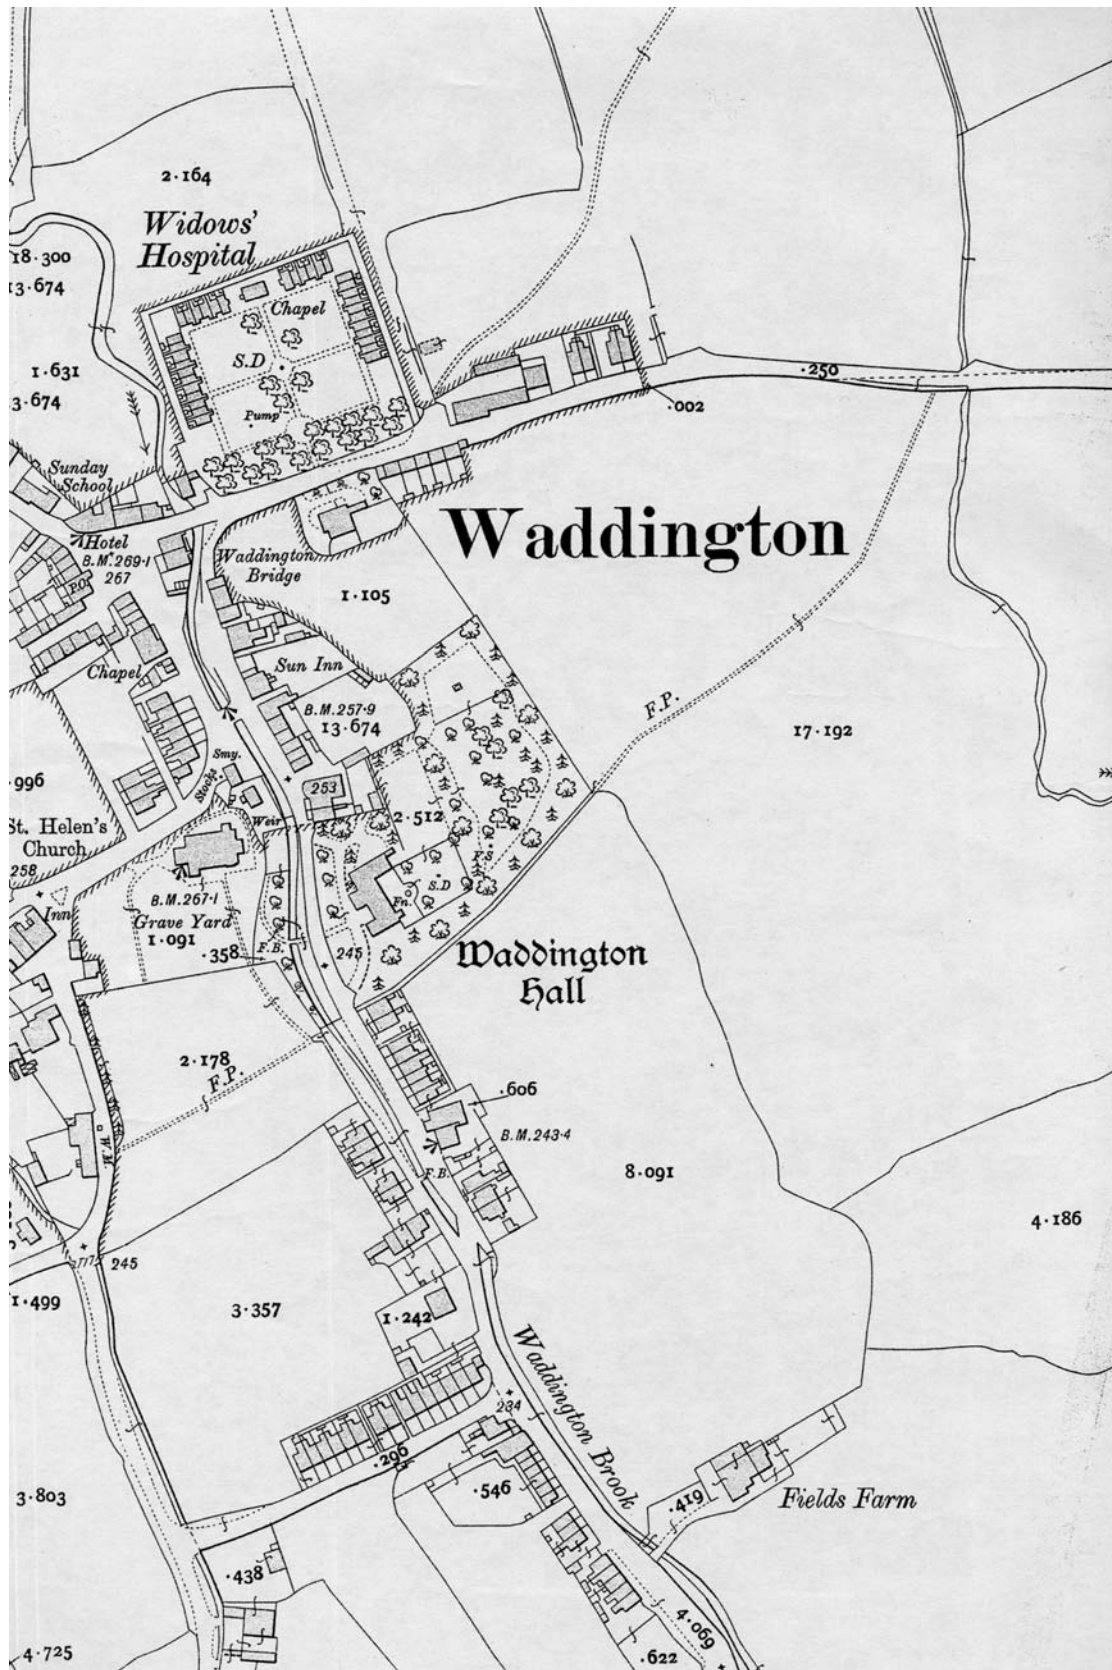 2·164
Widows'
Hospital
18·300
13·674
Chapel
1·631
S.D
·250
3·674
·002
Pump
Sunday
School
Waddington
Hotel
B.M. 269·1
267
P.O.
Waddington
Bridge
1·105
Sun Inn
Chapel
F.P.
B.M. 257·9
13·674
17·192
Smy.
·996
Stocks
253
P
Weir
2·512
St. Helen's
Church
F.S
258
S.D
B.M. 267·1
Fn.
Inn
Grave Yard
1·091
·358
F.B.
245
Waddington
Hall
2·178
F.P.
·606
B.M. 243·4
W.M.
F.B.
8·091
4·186
245
1·499
3·357
1·242
Waddington Brook
234
·296
3·803
·546
·419
Fields Farm
·438
4·069
4·725
·622